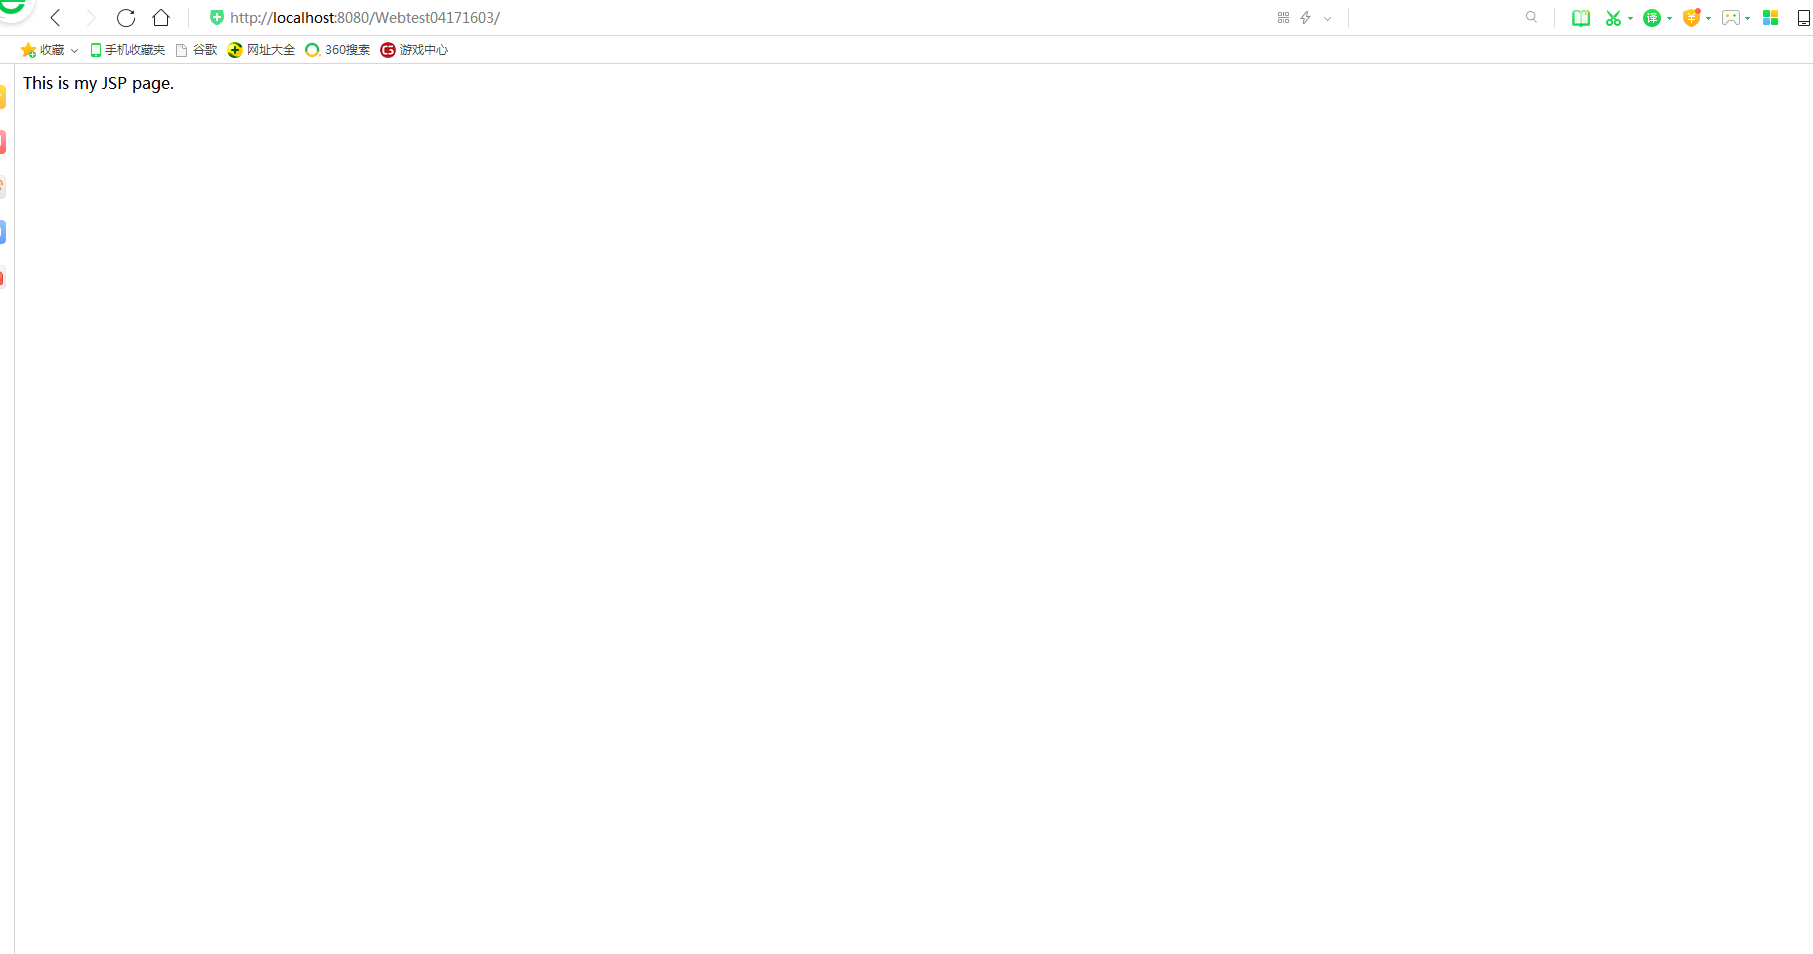 http://localhost:8080/Webtest04171603/
译
收藏 手机收藏夹 谷歌 网址大全 360搜索 游戏中心
This is my JSP page.